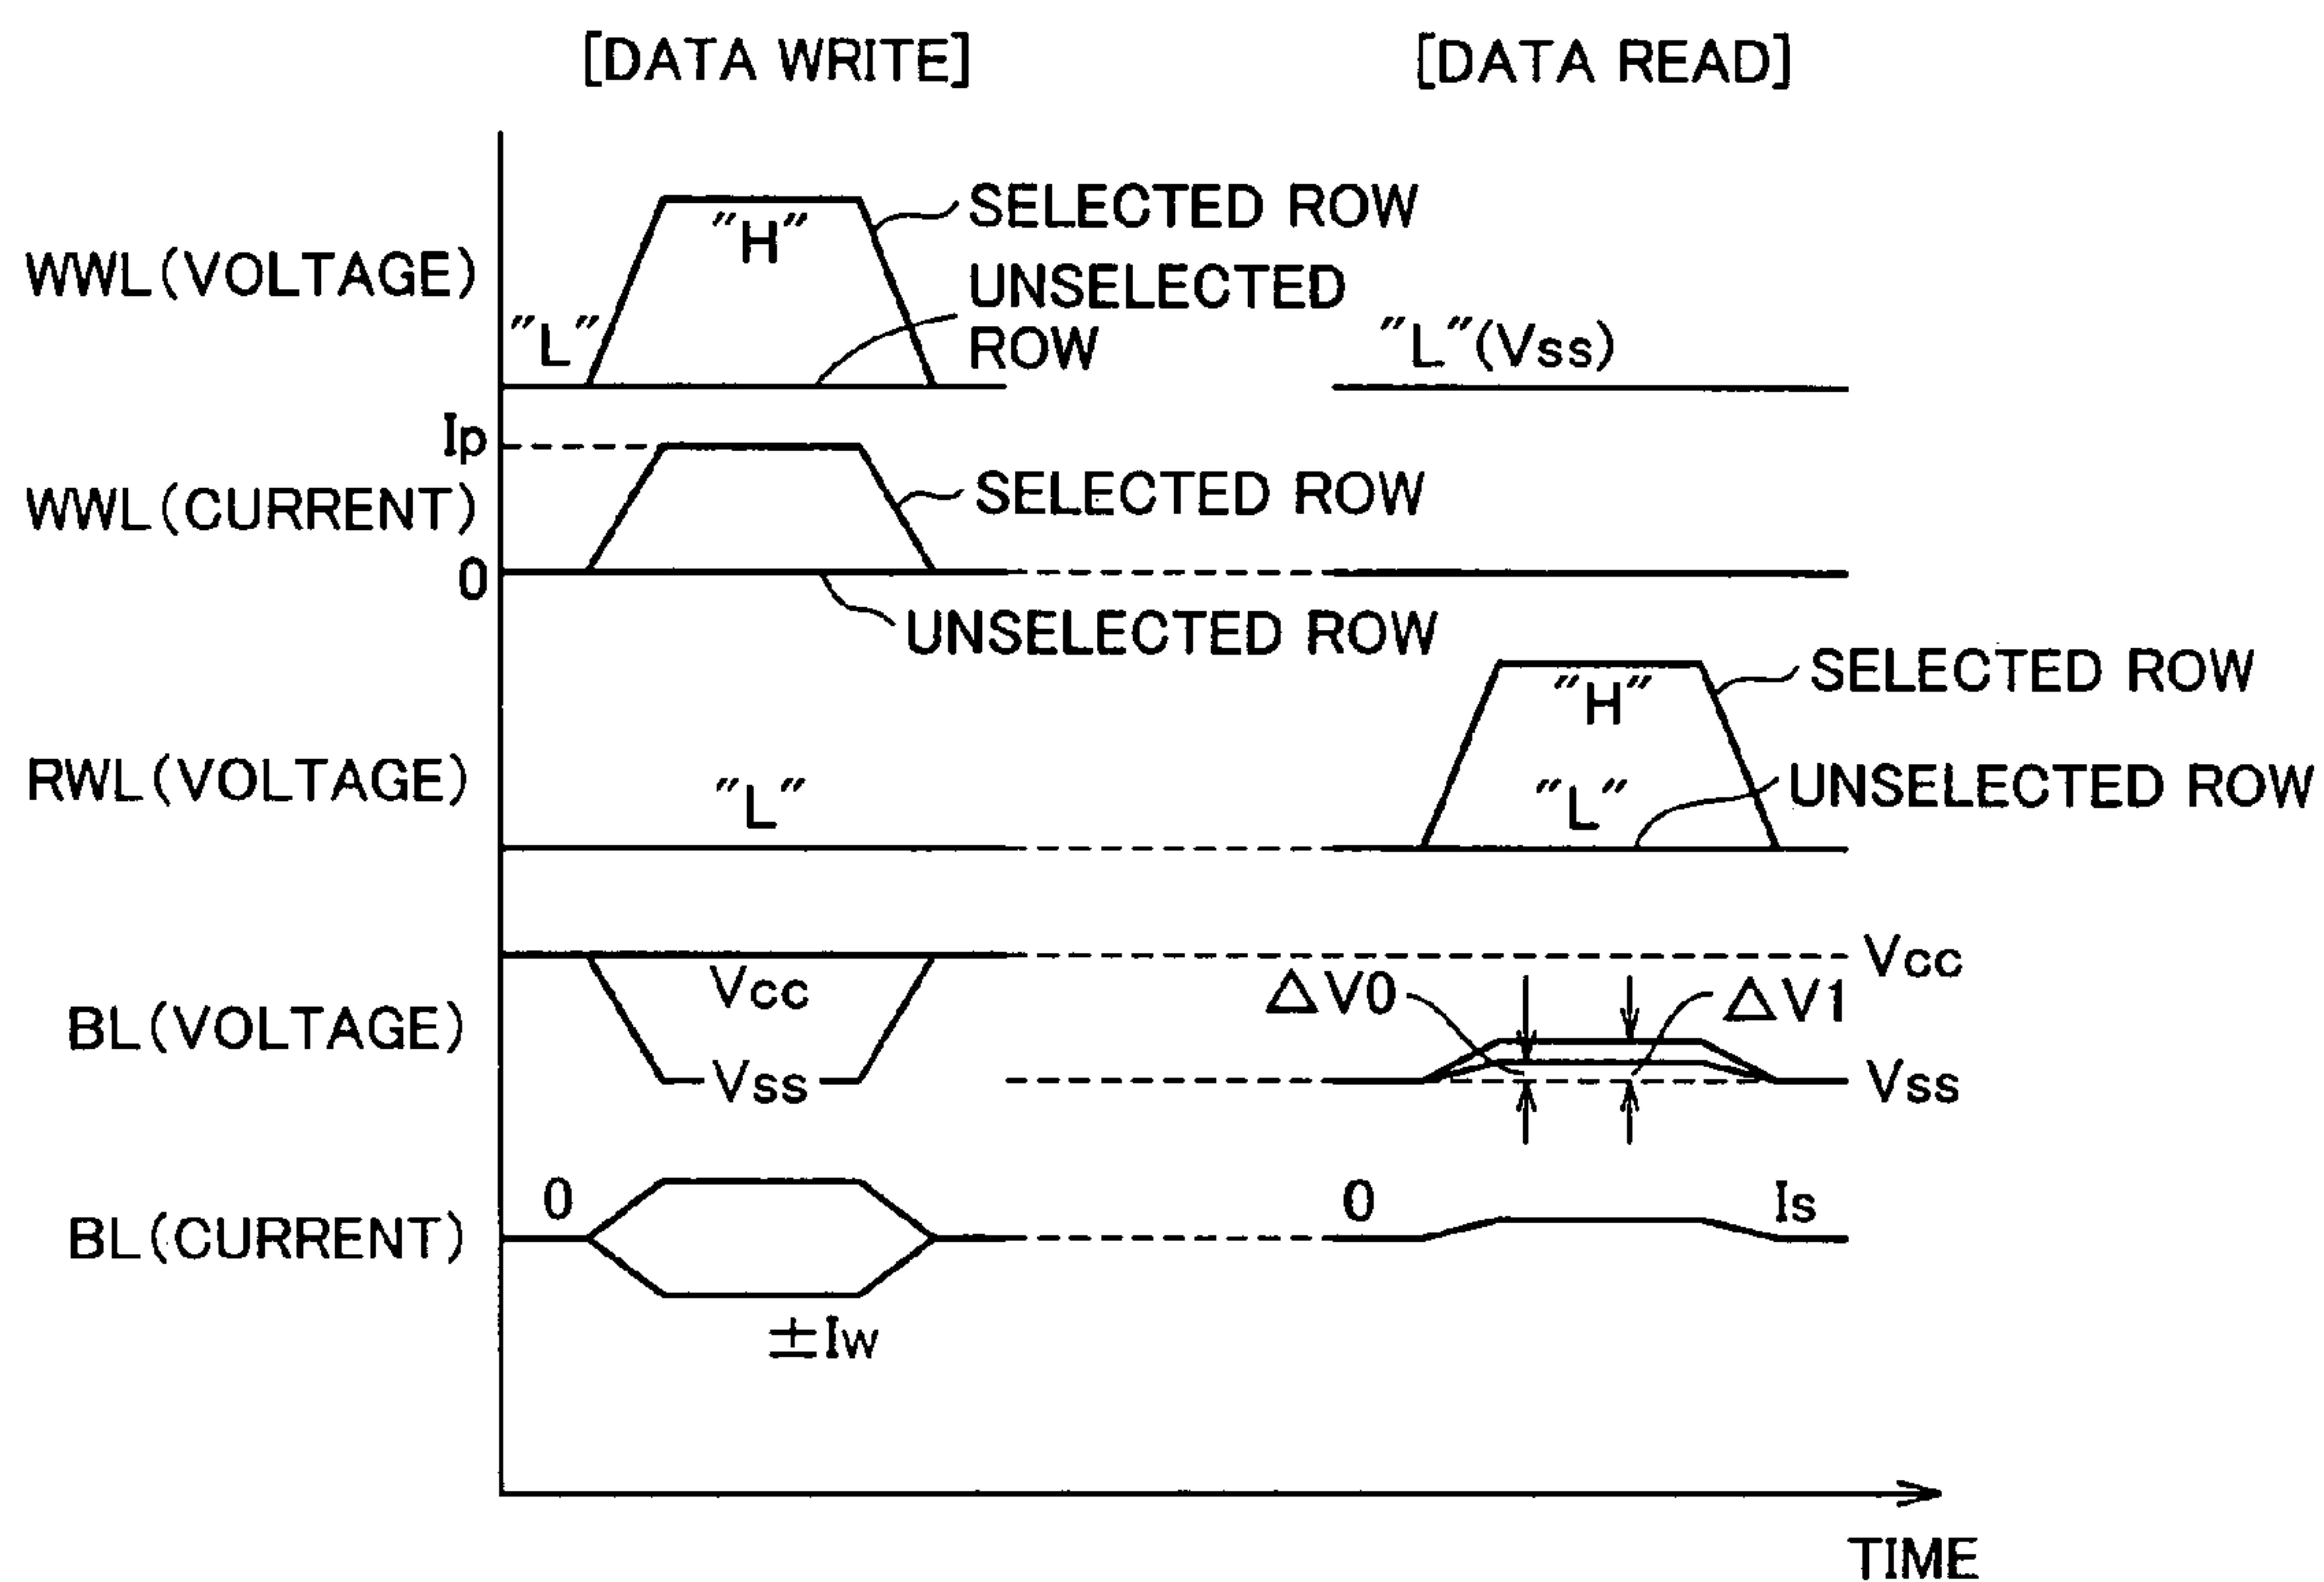 [DATA WRITE]
[DATA READ]
WWL(VOLTAGE)
"L"
"H"
SELECTED ROW
UNSELECTED
ROW
"L"(Vss)
Ip
WWL(CURRENT)
0
SELECTED ROW
UNSELECTED ROW
RWL(VOLTAGE)
"L"
"H"
"L"
SELECTED ROW
UNSELECTED ROW
BL(VOLTAGE)
Vcc
Vss
△V0
△V1
Vcc
Vss
BL(CURRENT)
0
±Iw
0
Is
TIME